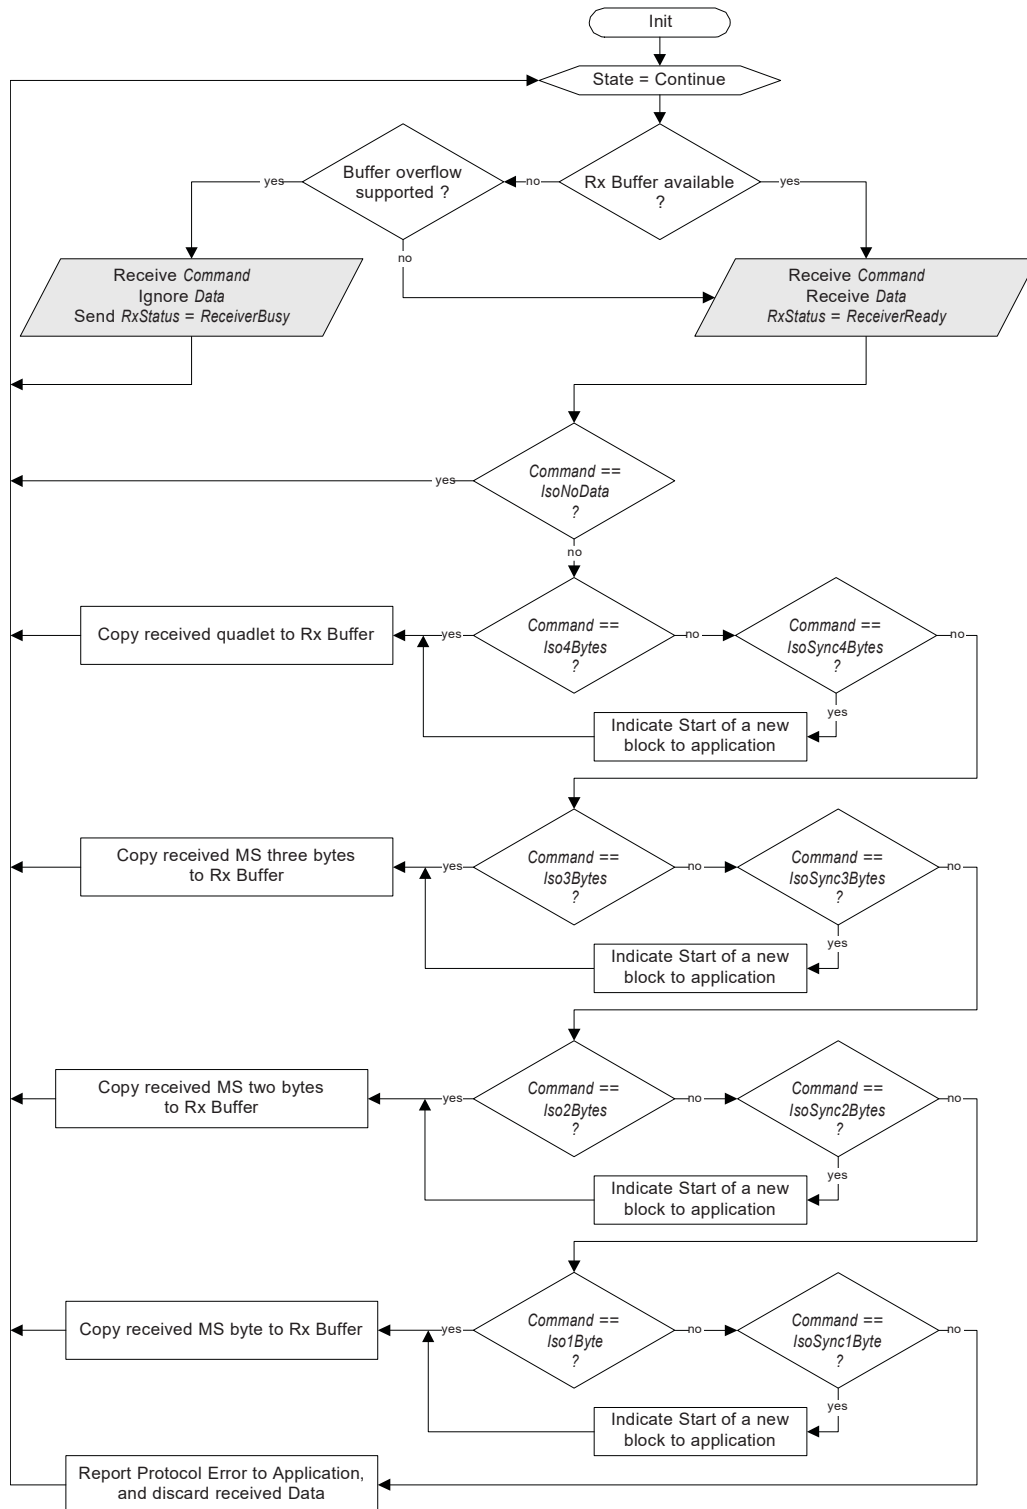 Init
State = Continue
Buffer overflow
supported ?
Rx Buffer available
?
yes
no
yes
no
Receive Command
Ignore Data
Send RxStatus = ReceiverBusy
Receive Command
Receive Data
RxStatus = ReceiverReady
Command ==
IsoNoData
?
yes
no
Copy received quadlet to Rx Buffer
yes
Command ==
Iso4Bytes
?
no
Command ==
IsoSync4Bytes
?
no
yes
Indicate Start of a new
block to application
Copy received MS three bytes
to Rx Buffer
yes
Command ==
Iso3Bytes
?
no
Command ==
IsoSync3Bytes
?
no
yes
Indicate Start of a new
block to application
Copy received MS two bytes
to Rx Buffer
yes
Command ==
Iso2Bytes
?
no
Command ==
IsoSync2Bytes
?
no
yes
Indicate Start of a new
block to application
Copy received MS byte to Rx Buffer
yes
Command ==
Iso1Byte
?
no
Command ==
IsoSync1Byte
?
no
yes
Indicate Start of a new
block to application
Report Protocol Error to Application,
and discard received Data